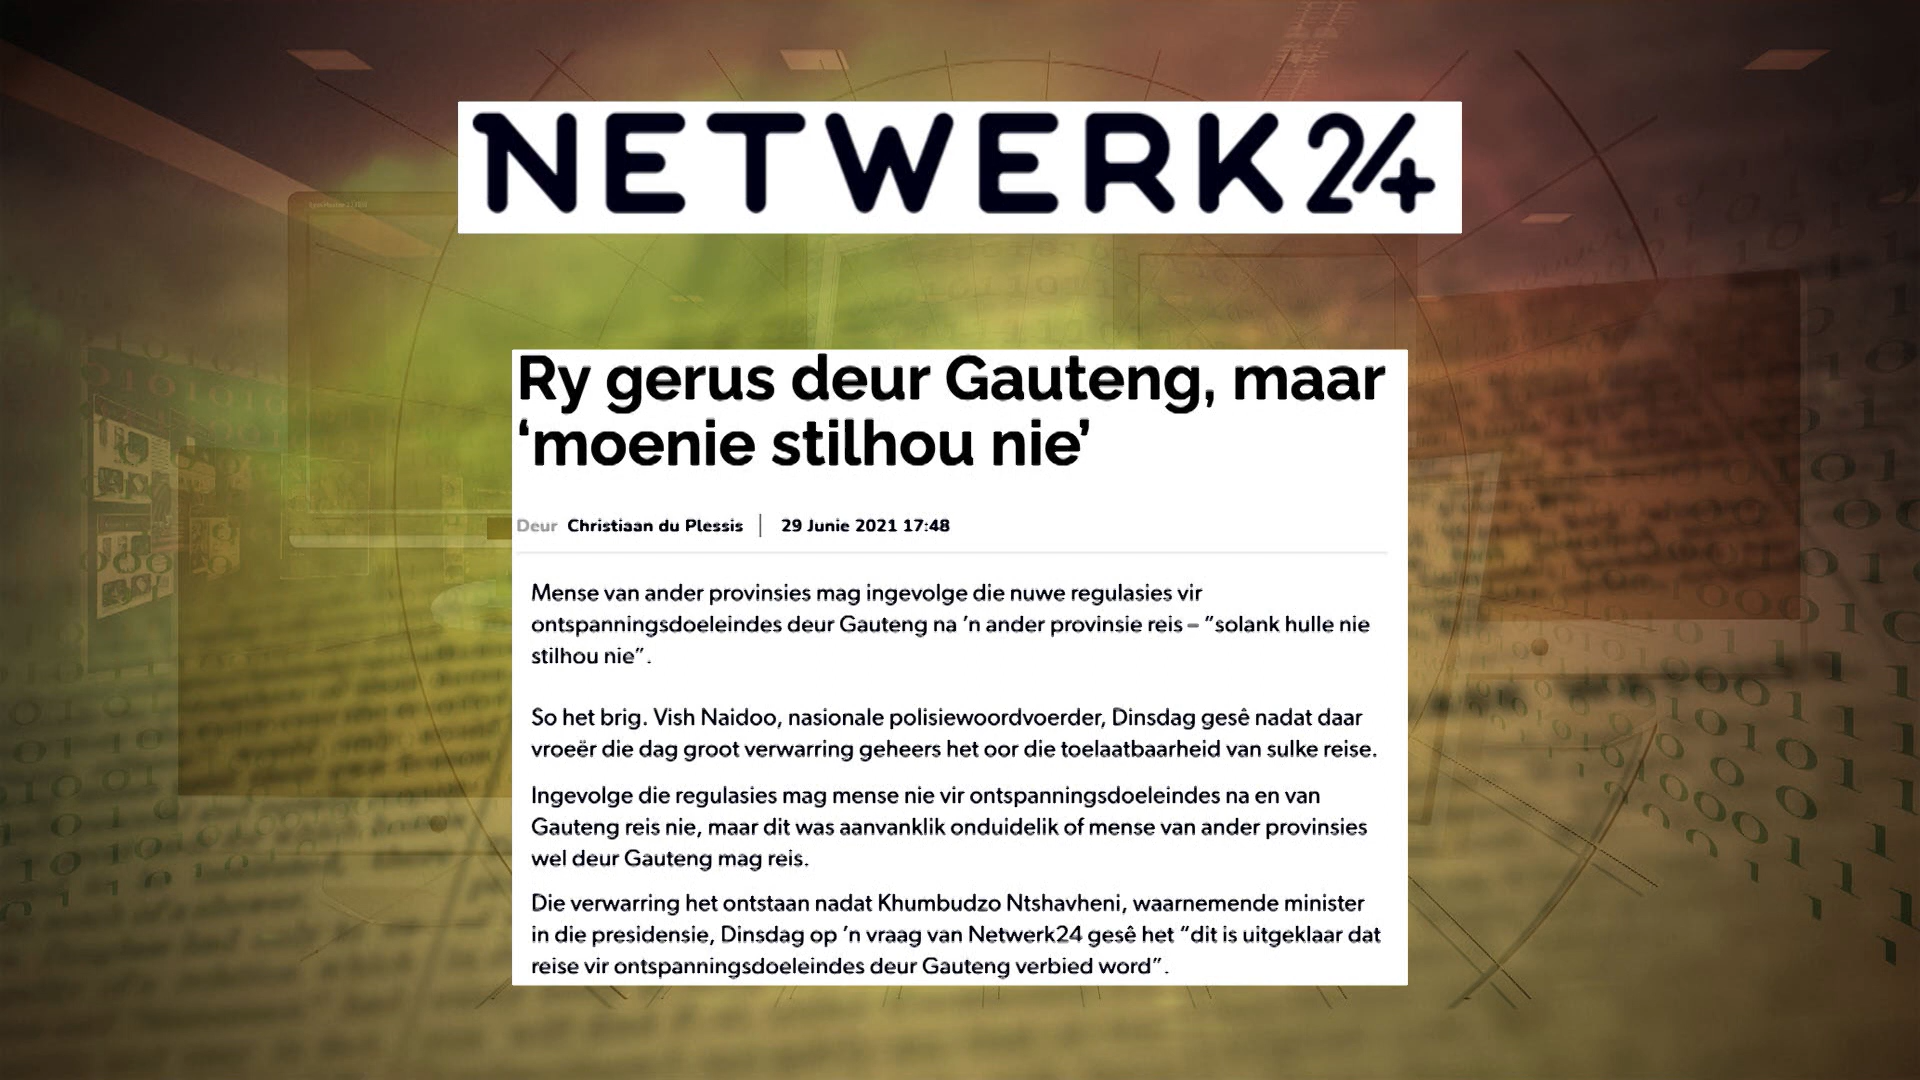 NETWERK24
Ry gerus deur Gauteng, maar
‘moenie stilhou nie’
Deur Christiaan du Plessis | 29 Junie 2021 17:48
Mense van ander provinsies mag ingevolge die nuwe regulasies vir
ontspanningsdoeleindes deur Gauteng na ’n ander provinsie reis – “solank hulle nie
stilhou nie”.
So het brig. Vish Naidoo, nasionale polisiewoordvoerder, Dinsdag gesê nadat daar
vroeër die dag groot verwarring geheers het oor die toelaatbaarheid van sulke reise.
Ingevolge die regulasies mag mense nie vir ontspanningsdoeleindes na en van
Gauteng reis nie, maar dit was aanvanklik onduidelik of mense van ander provinsies
wel deur Gauteng mag reis.
Die verwarring het ontstaan nadat Khumbudzo Ntshavheni, waarnemende minister
in die presidensie, Dinsdag op ’n vraag van Netwerk24 gesê het “dit is uitgeklaar dat
reise vir ontspanningsdoeleindes deur Gauteng verbied word”.